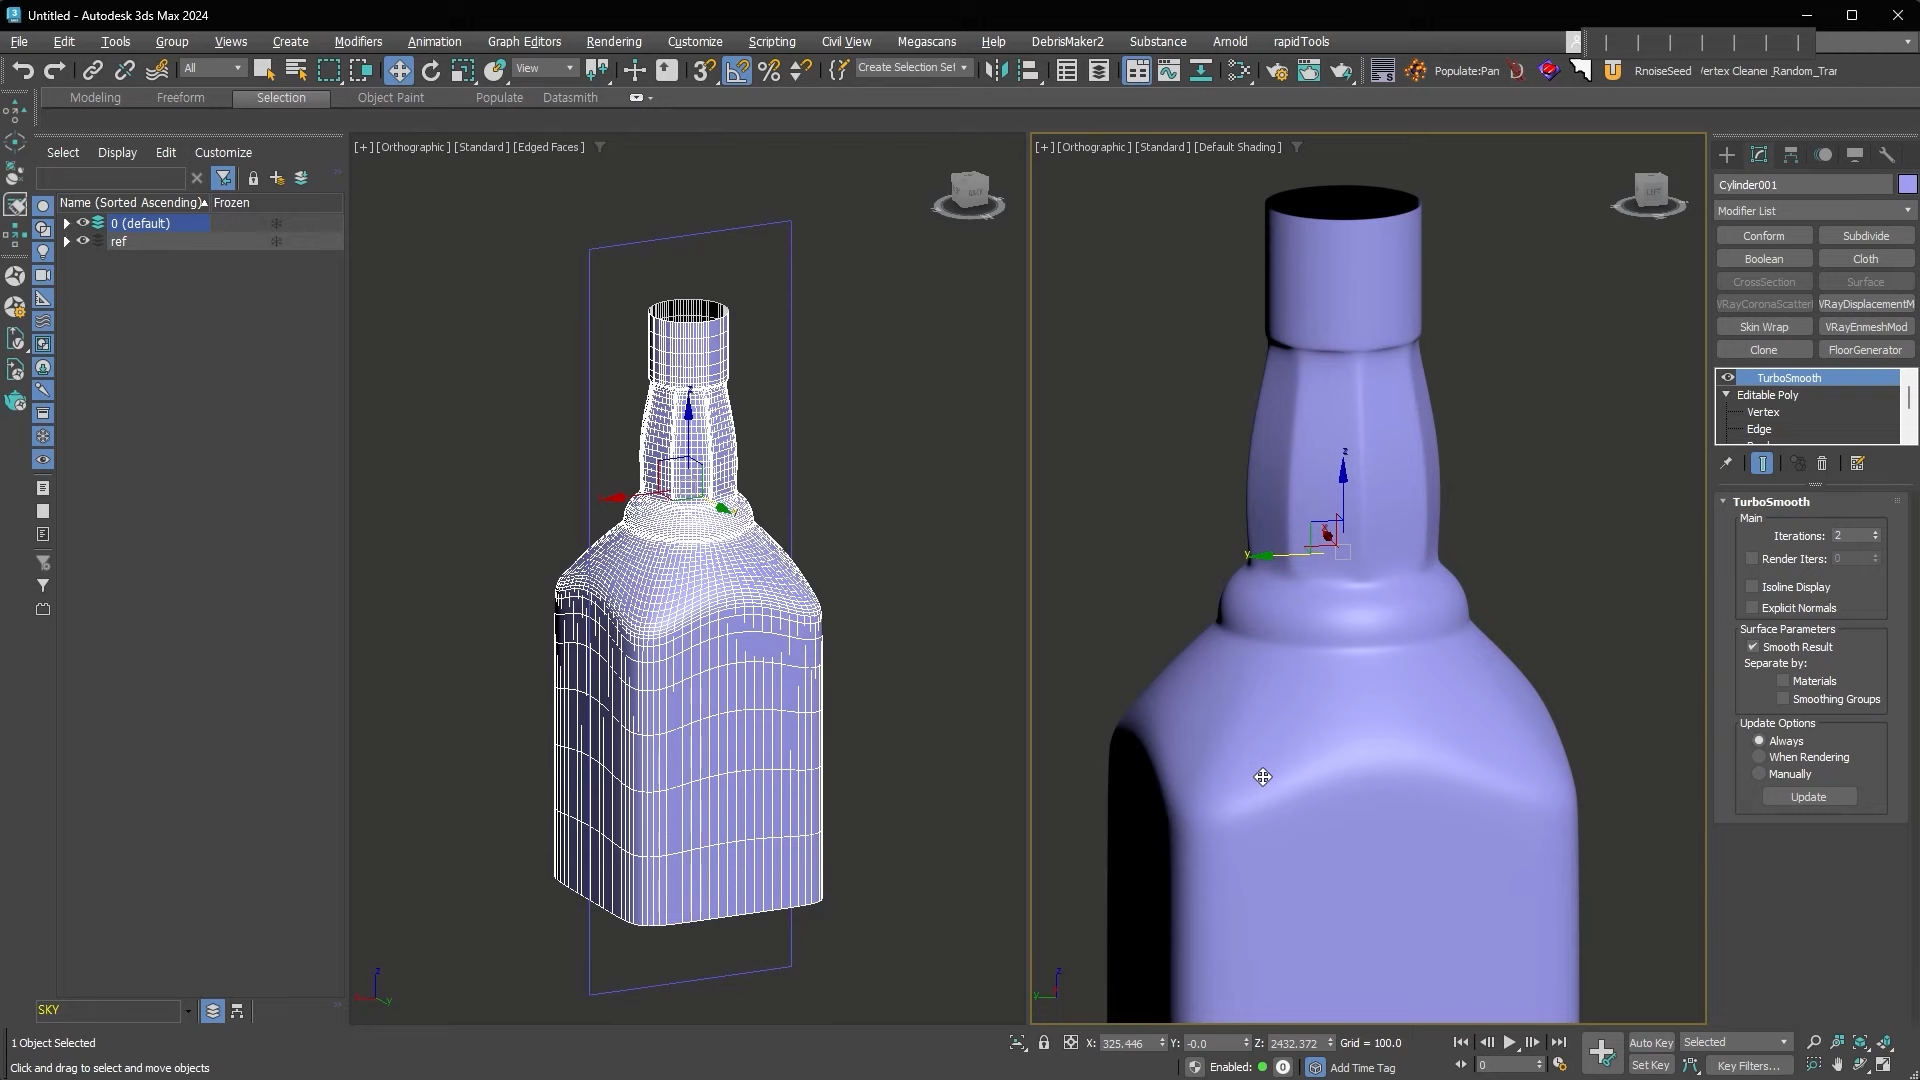 Untitled - Autodesk 3ds Max 2024
File Edit Tools Group Views Create Modifiers Animation Graph Editors Rendering Customize Scripting Civil View Megascans Help DebrisMaker2 Substance Arnold rapidTools
All View Create Selection Set Populate:Pan RnoiseSeed
Modeling Freeform Selection Object Paint Populate Datasmith
Select Display Edit Customize
Name (Sorted Ascending) Frozen
0 (default)
ref
SKY
[+] [Orthographic] [Standard] [Edged Faces]
BACK
z
y
z
y
[+] [Orthographic] [Standard] [Default Shading]
LEFT
z
x
y
z
y
Cylinder001
Modifier List
Conform Subdivide
Boolean Cloth
CrossSection Surface
VRayCoronaScatter VRayDisplacementM
Skin Wrap VRayEnmeshMod
Clone FloorGenerator
TurboSmooth
Editable Poly
Vertex
Edge
TurboSmooth
Main
Iterations: 2
Render Iters: 0
Isoline Display
Explicit Normals
Surface Parameters
Smooth Result
Separate by:
Materials
Smoothing Groups
Update Options
Always
When Rendering
Manually
Update
1 Object Selected X: 325.446 Y: -0.0 Z: 2432.372 Grid = 100.0 Auto Key Selected
Click and drag to select and move objects Enabled: 0 Add Time Tag 0 Set Key Key Filters...